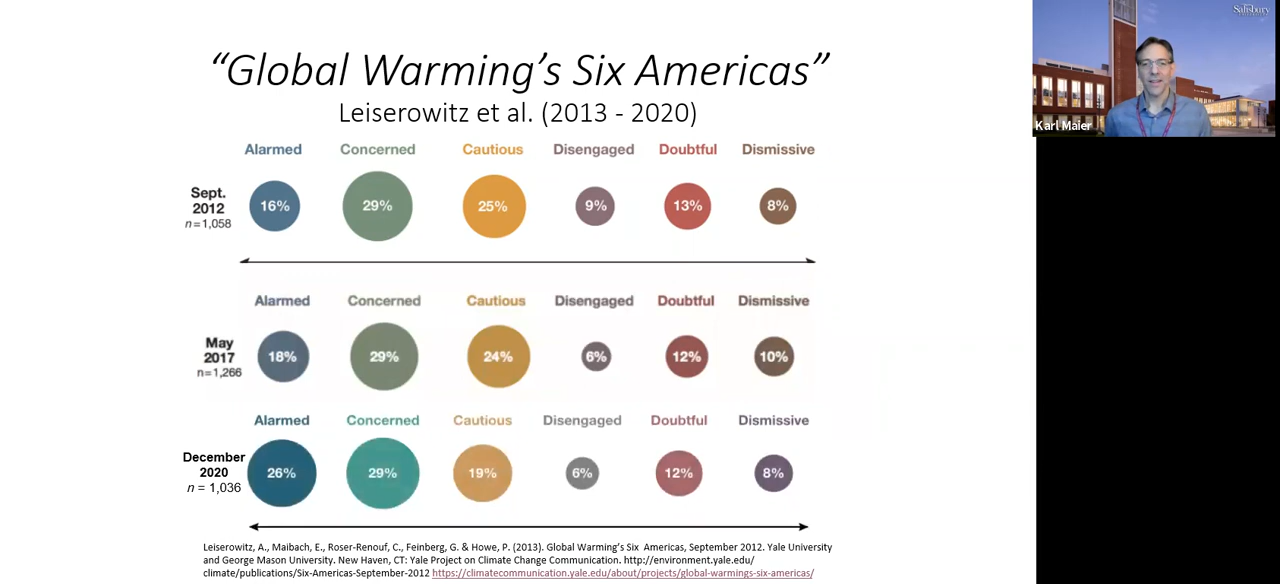 “Global Warming’s Six Americas”
Leiserowitz et al. (2013 - 2020)
Alarmed Concerned Cautious Disengaged Doubtful Dismissive
Sept.
2012
n=1,058
16% 29% 25% 9% 13% 8%
Alarmed Concerned Cautious Disengaged Doubtful Dismissive
May
2017
n=1,266
18% 29% 24% 6% 12% 10%
Alarmed Concerned Cautious Disengaged Doubtful Dismissive
December
2020
n = 1,036
26% 29% 19% 6% 12% 8%
Leiserowitz, A., Maibach, E., Roser-Renouf, C., Feinberg, G. & Howe, P. (2013). Global Warming’s Six Americas, September 2012. Yale University
and George Mason University. New Haven, CT: Yale Project on Climate Change Communication. http://environment.yale.edu/
climate/publications/Six-Americas-September-2012 https://climatecommunication.yale.edu/about/projects/global-warmings-six-americas/
Salisbury
Karl Maier